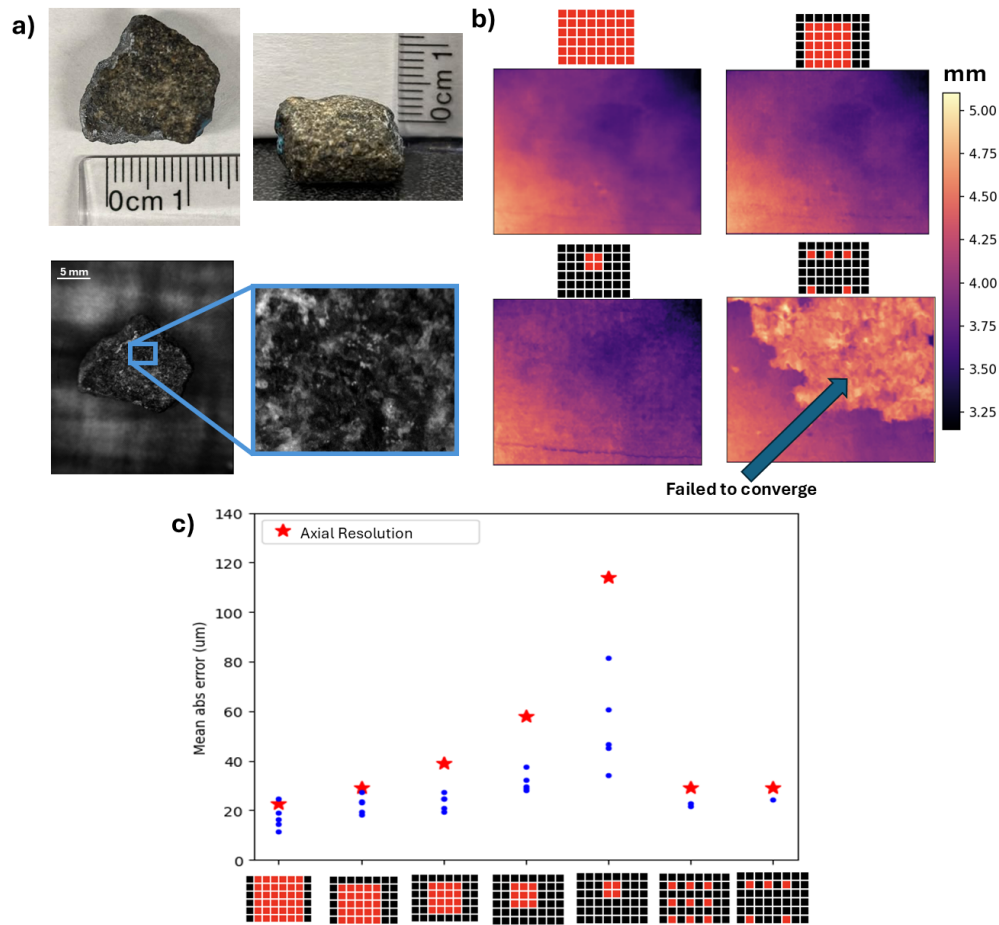 a)
0cm 1
0cm 1
5 mm
b)
mm
5.00
4.75
4.50
4.25
4.00
3.75
3.50
3.25
Failed to converge
c)
Axial Resolution
Mean abs error (um)
140
120
100
80
60
40
20
0